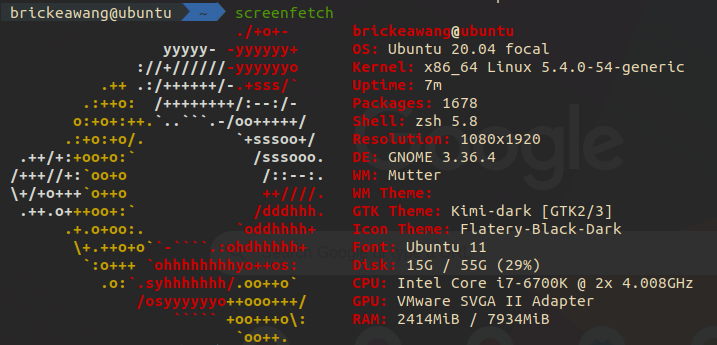 brickeawang@ubuntu ~ screenfetch
./+o+- brickeawang@ubuntu
yyyyy- -yyyyyy+ OS: Ubuntu 20.04 focal
://+//////-yyyyyyo Kernel: x86_64 Linux 5.4.0-54-generic
.++ .:/++++++/-.+sss/` Uptime: 7m
.:++o: /++++++++/:--:/- Packages: 1678
o:+o+:++.`..```.-/oo+++++/ Shell: zsh 5.8
.:+o:+o/. `+sssoo+/ Resolution: 1080x1920
.++/+:+oo+o:` /sssooo. DE: GNOME 3.36.4
/+++//+:`oo+o /::--:. WM: Mutter
\+/+o+++`o++o ++////. WM Theme:
.++.o+++oo+:` /dddhhh. GTK Theme: Kimi-dark [GTK2/3]
.+.o+oo:. `oddhhhh+ Icon Theme: Flatery-Black-Dark
\+.++o+o``-````.:ohdhhhhh+ Font: Ubuntu 11
`:o+++ `ohhhhhhhhyo++os: Disk: 15G / 55G (29%)
.o:`.syhhhhhhh/.oo++o` CPU: Intel Core i7-6700K @ 2x 4.008GHz
/osyyyyyyo++ooo+++/ GPU: VMware SVGA II Adapter
````` +oo+++o\: RAM: 2414MiB / 7934MiB
`oo++.
Google